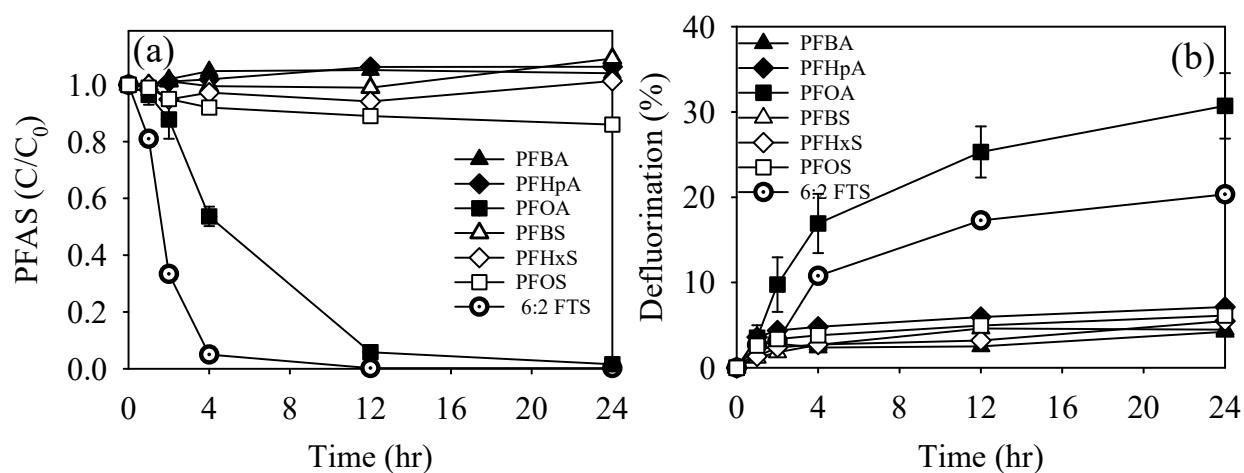 (a)
PFAS (C/C₀)
1.0
0.8
0.6
0.4
0.2
0.0
PFBA
PFHpA
PFOA
PFBS
PFHxS
PFOS
6:2 FTS
0 4 8 12 16 20 24
Time (hr)
(b)
Defluorination (%)
40
30
20
10
0
PFBA
PFHpA
PFOA
PFBS
PFHxS
PFOS
6:2 FTS
0 4 8 12 16 20 24
Time (hr)